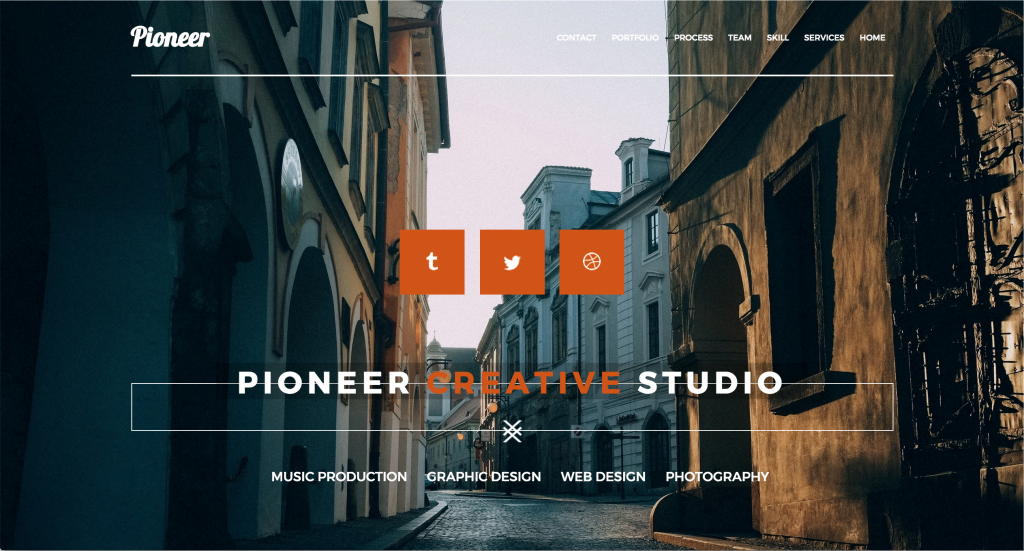 Pioneer
CONTACT PORTFOLIO PROCESS TEAM SKILL SERVICES HOME
PIONEER CREATIVE STUDIO
MUSIC PRODUCTION GRAPHIC DESIGN WEB DESIGN PHOTOGRAPHY